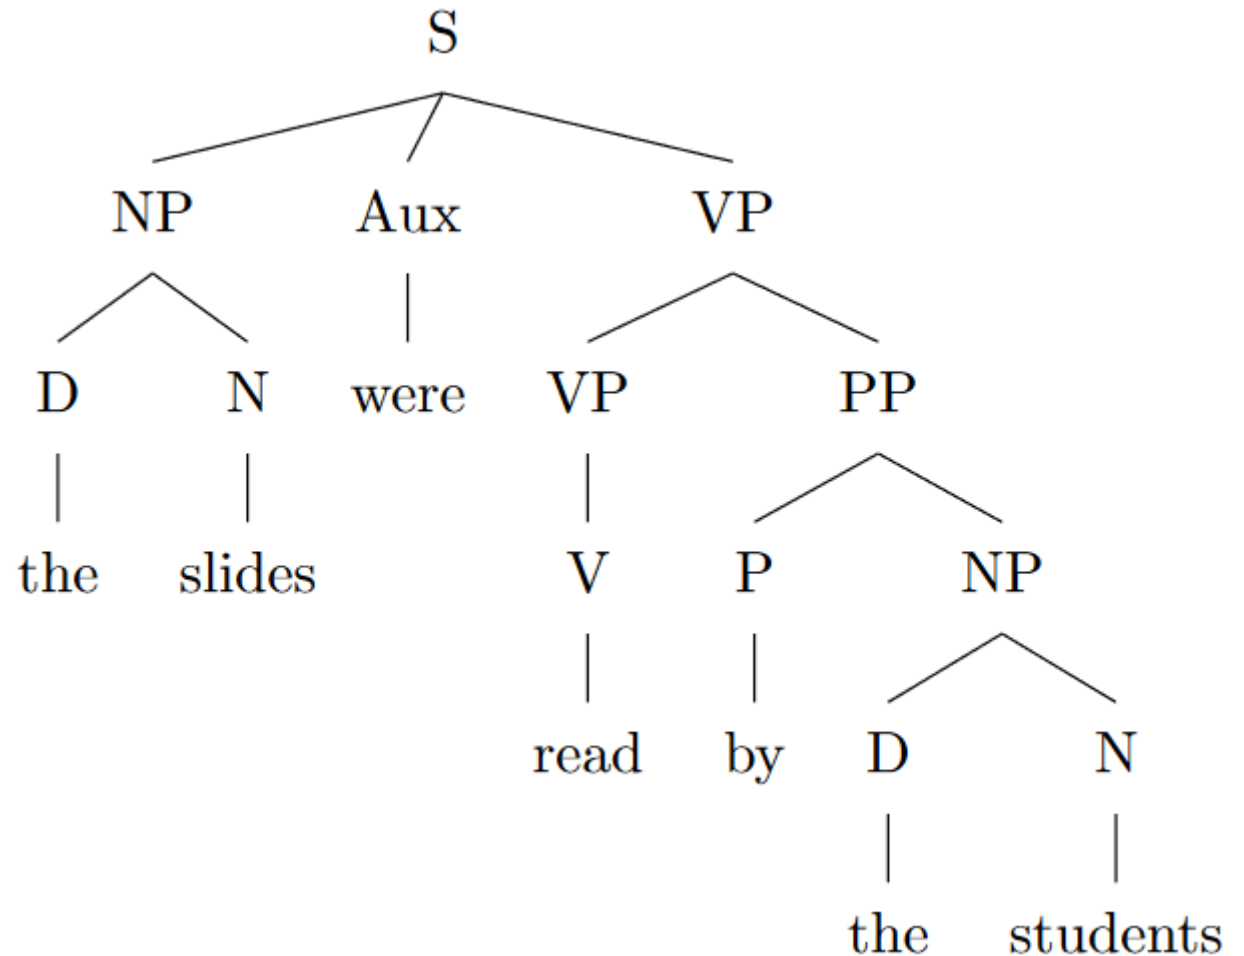 S
NP Aux VP
D N were VP PP
the slides V P NP
read by D N
the students